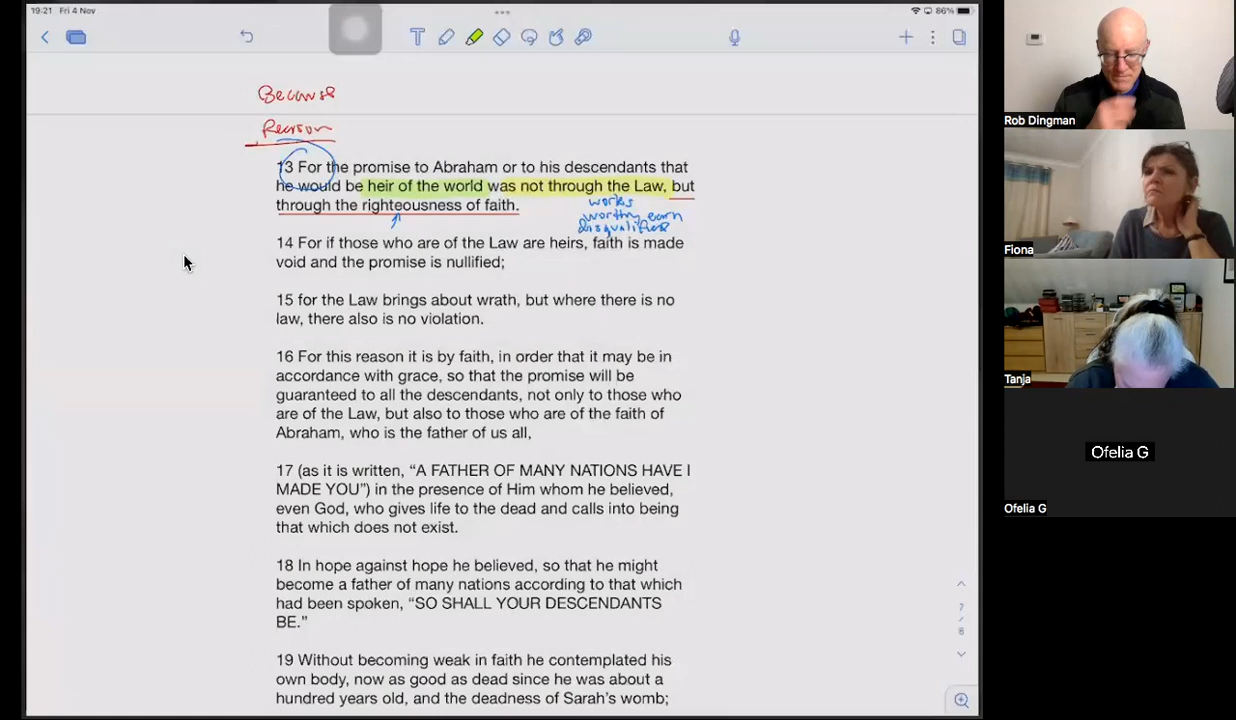 19:21 Fri 4 Nov
86%
Because
Reason
13 For the promise to Abraham or to his descendants that
he would be heir of the world was not through the Law, but
through the righteousness of faith.
works
worthy earn
disqualified
14 For if those who are of the Law are heirs, faith is made
void and the promise is nullified;
15 for the Law brings about wrath, but where there is no
law, there also is no violation.
16 For this reason it is by faith, in order that it may be in
accordance with grace, so that the promise will be
guaranteed to all the descendants, not only to those who
are of the Law, but also to those who are of the faith of
Abraham, who is the father of us all,
17 (as it is written, “A FATHER OF MANY NATIONS HAVE I
MADE YOU”) in the presence of Him whom he believed,
even God, who gives life to the dead and calls into being
that which does not exist.
18 In hope against hope he believed, so that he might
become a father of many nations according to that which
had been spoken, “SO SHALL YOUR DESCENDANTS
BE.”
19 Without becoming weak in faith he contemplated his
own body, now as good as dead since he was about a
hundred years old, and the deadness of Sarah’s womb;
7
/
8
Rob Dingman
Fiona
Tanja
Ofelia G
Ofelia G